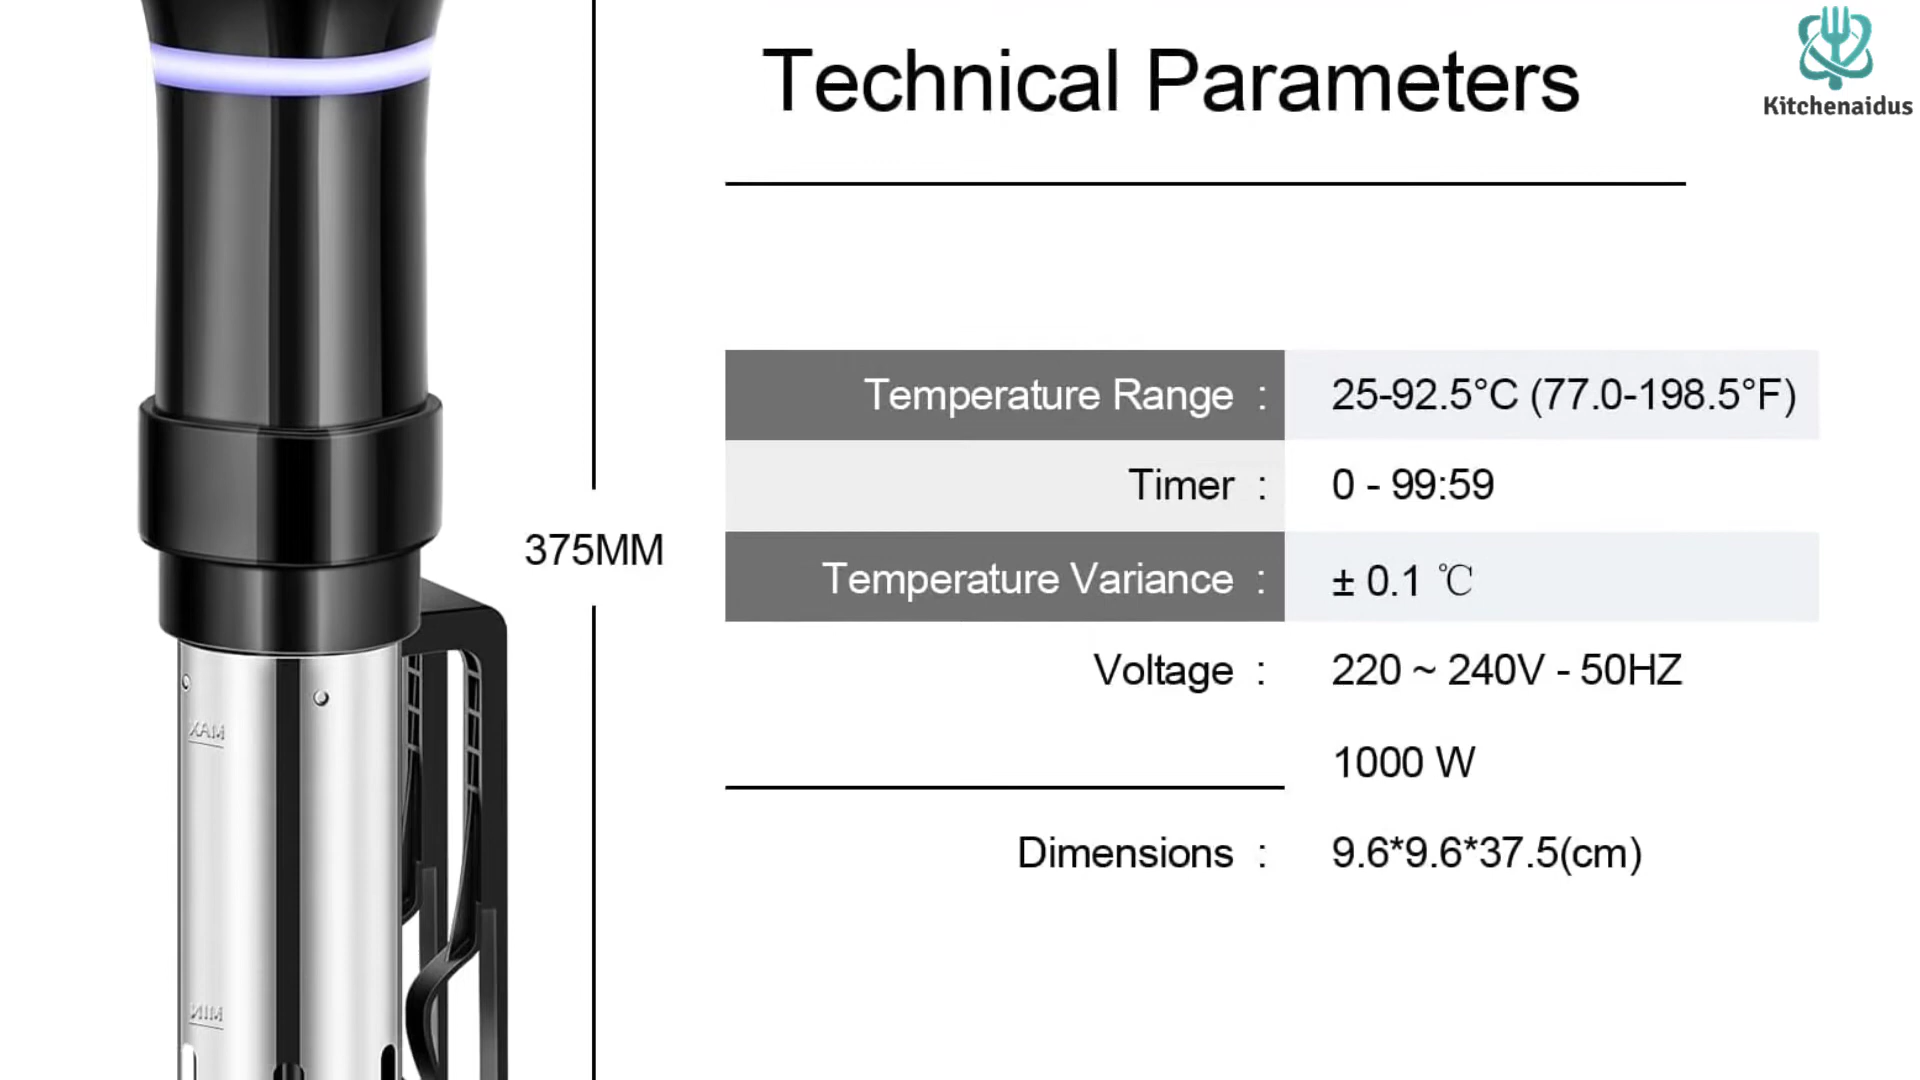 Technical Parameters
Kitchenaidus
Temperature Range : 25-92.5°C (77.0-198.5°F)
Timer : 0 - 99:59
375MM
Temperature Variance : ± 0.1 ℃
Voltage : 220 ~ 240V - 50HZ
1000 W
MAX
Dimensions : 9.6*9.6*37.5(cm)
MIN